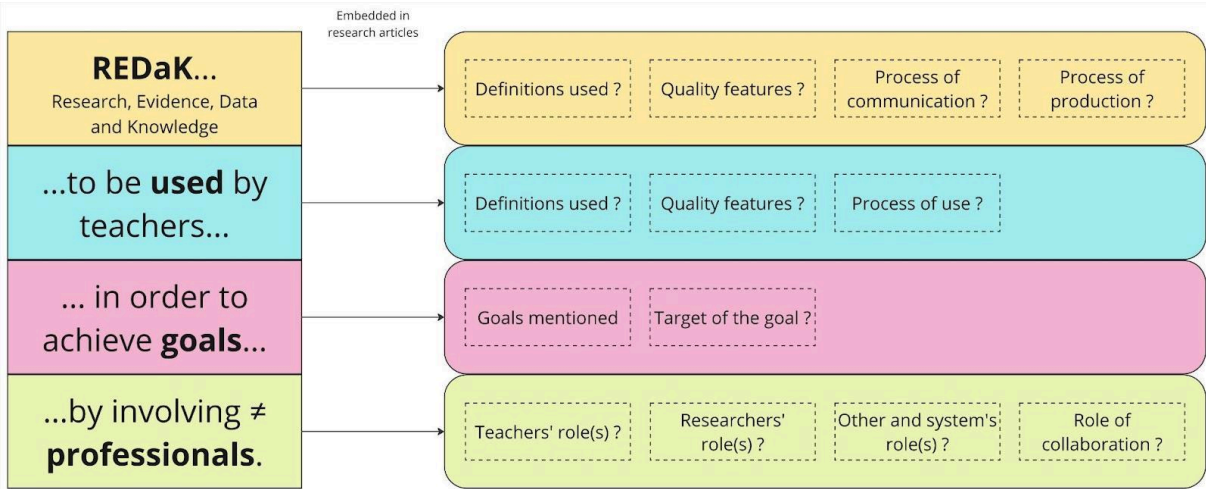 Embedded in
research articles
REDaK...
Research, Evidence, Data
and Knowledge
Definitions used ?
Quality features ?
Process of
communication ?
Process of
production ?
...to be used by
teachers...
Definitions used ?
Quality features ?
Process of use ?
... in order to
achieve goals...
Goals mentioned
Target of the goal ?
...by involving ≠
professionals.
Teachers' role(s) ?
Researchers'
role(s) ?
Other and system's
role(s) ?
Role of
collaboration ?